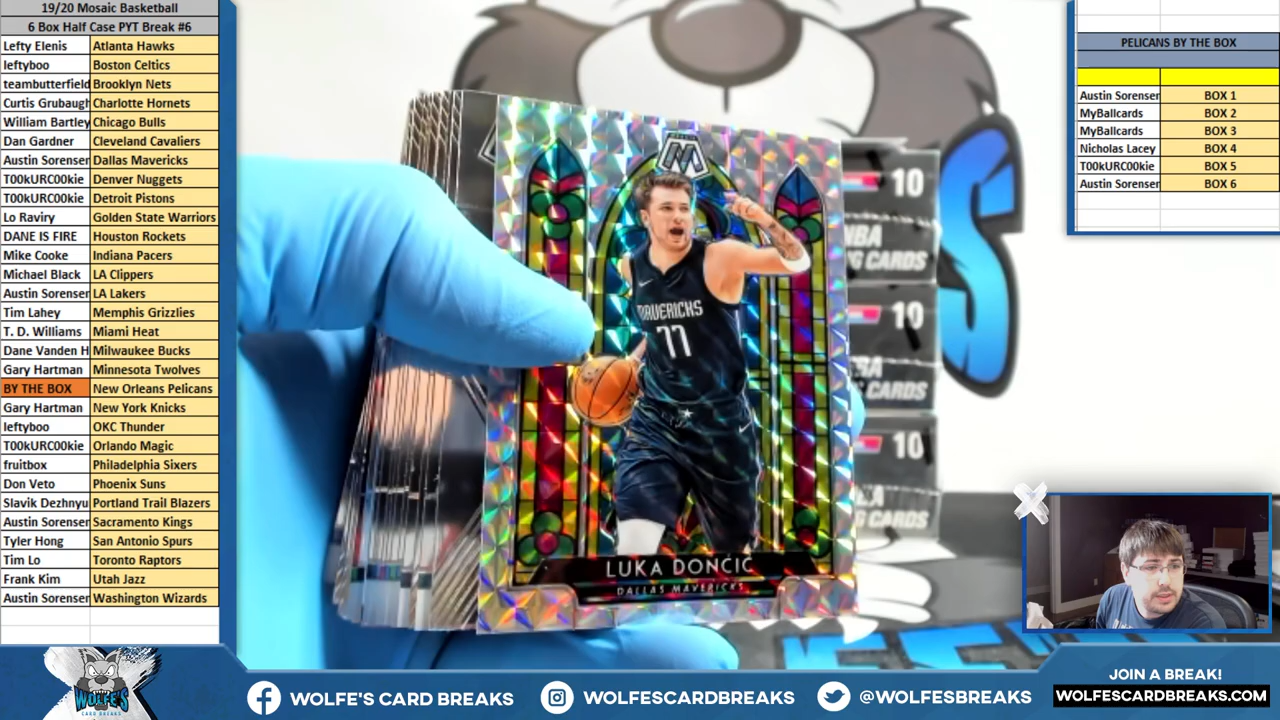 19/20 Mosaic Basketball
6 Box Half Case PYT Break #6
Lefty Elenis Atlanta Hawks
leftyboo Boston Celtics
teambutterfield Brooklyn Nets
Curtis Grubaugh Charlotte Hornets
William Bartley Chicago Bulls
Dan Gardner Cleveland Cavaliers
Austin Sorensen Dallas Mavericks
T00kURC00kie Denver Nuggets
T00kURC00kie Detroit Pistons
Lo Raviry Golden State Warriors
DANE IS FIRE Houston Rockets
Mike Cooke Indiana Pacers
Michael Black LA Clippers
Austin Sorensen LA Lakers
Tim Lahey Memphis Grizzlies
T. D. Williams Miami Heat
Dane Vanden H Milwaukee Bucks
Gary Hartman Minnesota Twolves
BY THE BOX New Orleans Pelicans
Gary Hartman New York Knicks
leftyboo OKC Thunder
T00kURC00kie Orlando Magic
fruitbox Philadelphia Sixers
Don Veto Phoenix Suns
Slavik Dezhnyu Portland Trail Blazers
Austin Sorensen Sacramento Kings
Tyler Hong San Antonio Spurs
Tim Lo Toronto Raptors
Frank Kim Utah Jazz
Austin Sorensen Washington Wizards
PELICANS BY THE BOX
Austin Sorensen BOX 1
MyBallcards BOX 2
MyBallcards BOX 3
Nicholas Lacey BOX 4
T00kURC00kie BOX 5
Austin Sorensen BOX 6
M
MAVERICKS
77
LUKA DONČIĆ
DALLAS MAVERICKS
10
NBA
CARDS
10
CARDS
10
CARDS
WOLFE'S
CARD BREAKS
WOLFE'S CARD BREAKS
WOLFESCARDBREAKS
@WOLFESBREAKS
JOIN A BREAK!
WOLFESCARDBREAKS.COM